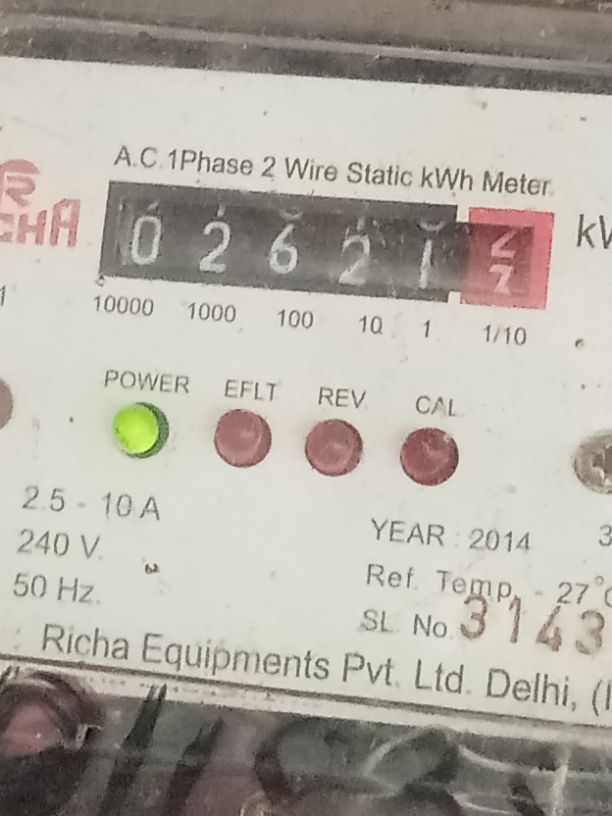 A.C. 1Phase 2 Wire Static kWh Meter
CHA
0 2 6 2 1
kW
10000 1000 100 10 1 1/10
POWER EFLT REV CAL
2.5 - 10 A
240 V.
50 Hz.
YEAR : 2014
Ref. Temp. - 27°C
SL. No. 3143
Richa Equipments Pvt. Ltd. Delhi, (I